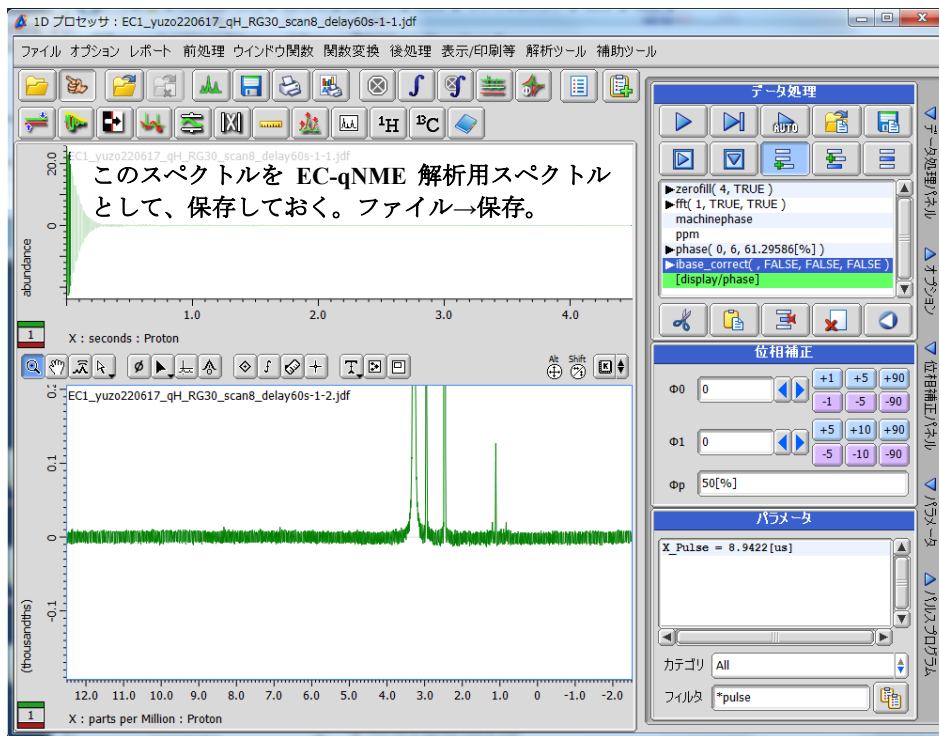 1D プロセッサ : EC1_yuzo220617_qH_RG30_scan8_delay60s-1-1.jdf
ファイル オプション レポート 前処理 ウインドウ関数 関数変換 後処理 表示/印刷等 解析ツール 補助ツール
¹H ¹³C
EC1_yuzo220617_qH_RG30_scan8_delay60s-1-1.jdf
このスペクトルを EC-qNME 解析用スペクトル
として、保存しておく。ファイル→保存。
abundance
20.0
0
1.0 2.0 3.0 4.0
1
X : seconds : Proton
Alt Shift
EC1_yuzo220617_qH_RG30_scan8_delay60s-1-2.jdf
0.1
0
-0.1
(thousandths)
12.0 11.0 10.0 9.0 8.0 7.0 6.0 5.0 4.0 3.0 2.0 1.0 0 -1.0 -2.0
1
X : parts per Million : Proton
データ処理
AUTO
zerofill( 4, TRUE )
fft( 1, TRUE, TRUE )
machinephase
ppm
phase( 0, 6, 61.29586[%] )
ibase_correct( , FALSE, FALSE, FALSE )
[display/phase]
位相補正
Φ0 0 +1 +5 +90
-1 -5 -90
Φ1 0 +5 +10 +90
-5 -10 -90
Φp 50[%]
パラメータ
X_Pulse = 8.9422[us]
カテゴリ All
フィルタ *pulse
データ処理パネル
オプション
位相補正パネル
パラメータ
パルスプログラム